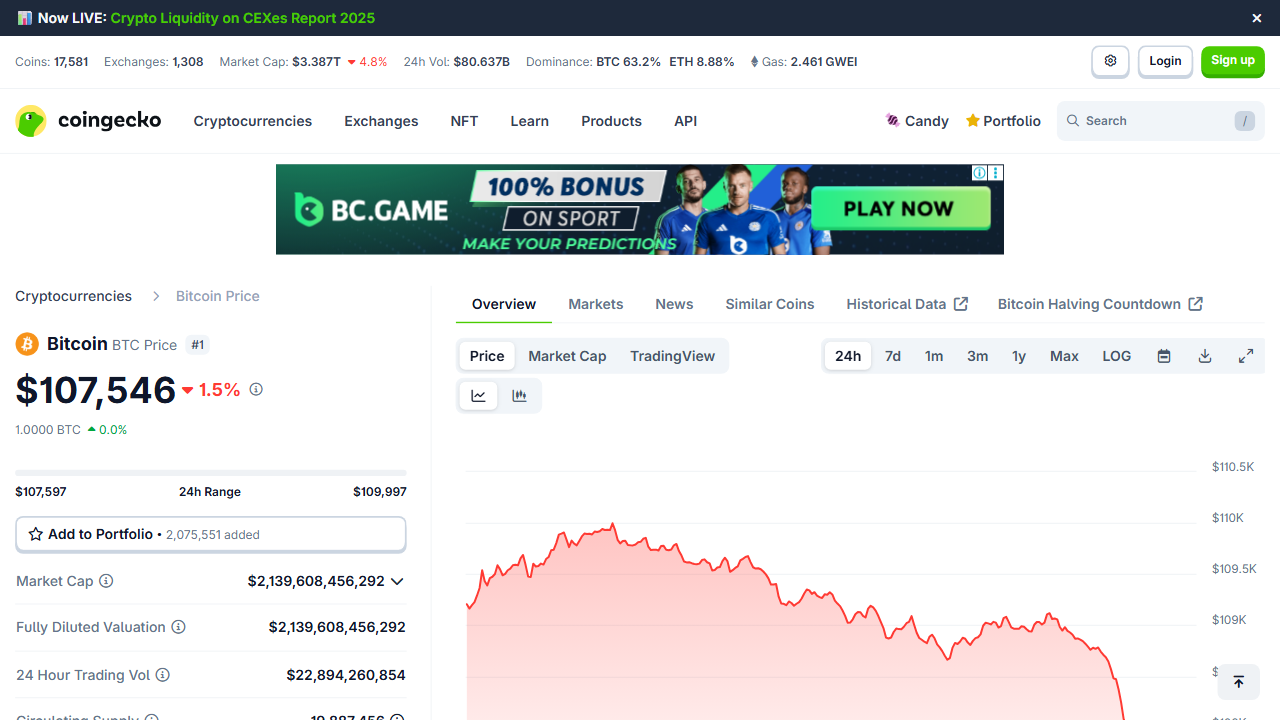 Now LIVE: Crypto Liquidity on CEXes Report 2025
Coins: 17,581 Exchanges: 1,308 Market Cap: $3.387T 4.8% 24h Vol: $80.637B Dominance: BTC 63.2% ETH 8.88% Gas: 2.461 GWEI
Login
Sign up
coingecko
Cryptocurrencies Exchanges NFT Learn Products API
Candy Portfolio Search /
BC.GAME
100% BONUS
ON SPORT
MAKE YOUR PREDICTIONS
PLAY NOW
Cryptocurrencies Bitcoin Price
Bitcoin BTC Price #1
$107,546 1.5%
1.0000 BTC 0.0%
$107,597 24h Range $109,997
Add to Portfolio • 2,075,551 added
Market Cap $2,139,608,456,292
Fully Diluted Valuation $2,139,608,456,292
24 Hour Trading Vol $22,894,260,854
Overview Markets News Similar Coins Historical Data Bitcoin Halving Countdown
Price Market Cap TradingView
24h 7d 1m 3m 1y Max LOG
$110.5K
$110K
$109.5K
$109K